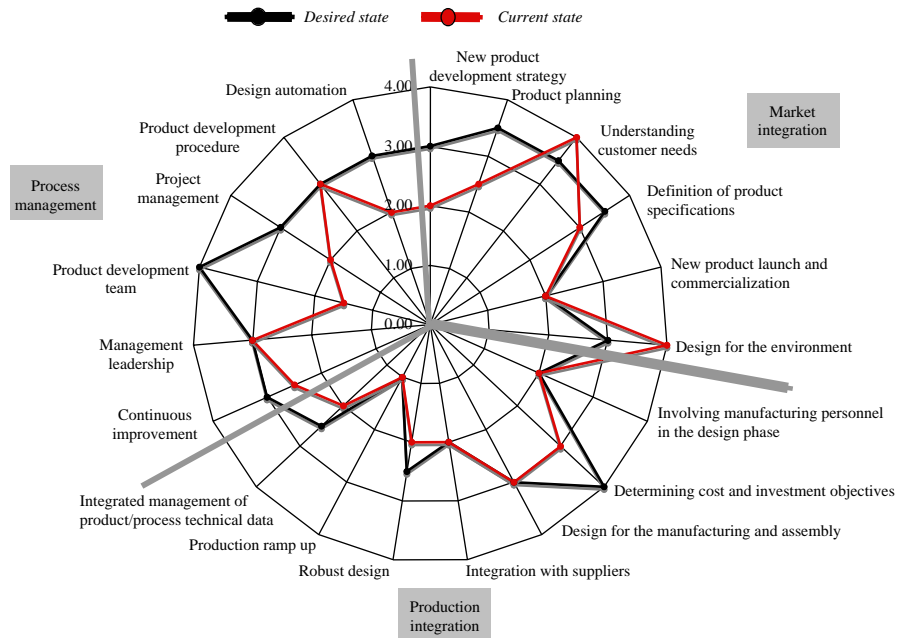 Desired state
Current state
New product
development strategy
Product planning
Understanding
customer needs
Market
integration
Definition of product
specifications
New product launch and
commercialization
Design for the environment
Involving manufacturing personnel
in the design phase
Determining cost and investment objectives
Design for the manufacturing and assembly
Integration with suppliers
Production
integration
Robust design
Production ramp up
Integrated management of
product/process technical data
Continuous
improvement
Management
leadership
Product development
team
Process
management
Project
management
Product development
procedure
Design automation
4.00
3.00
2.00
1.00
0.00